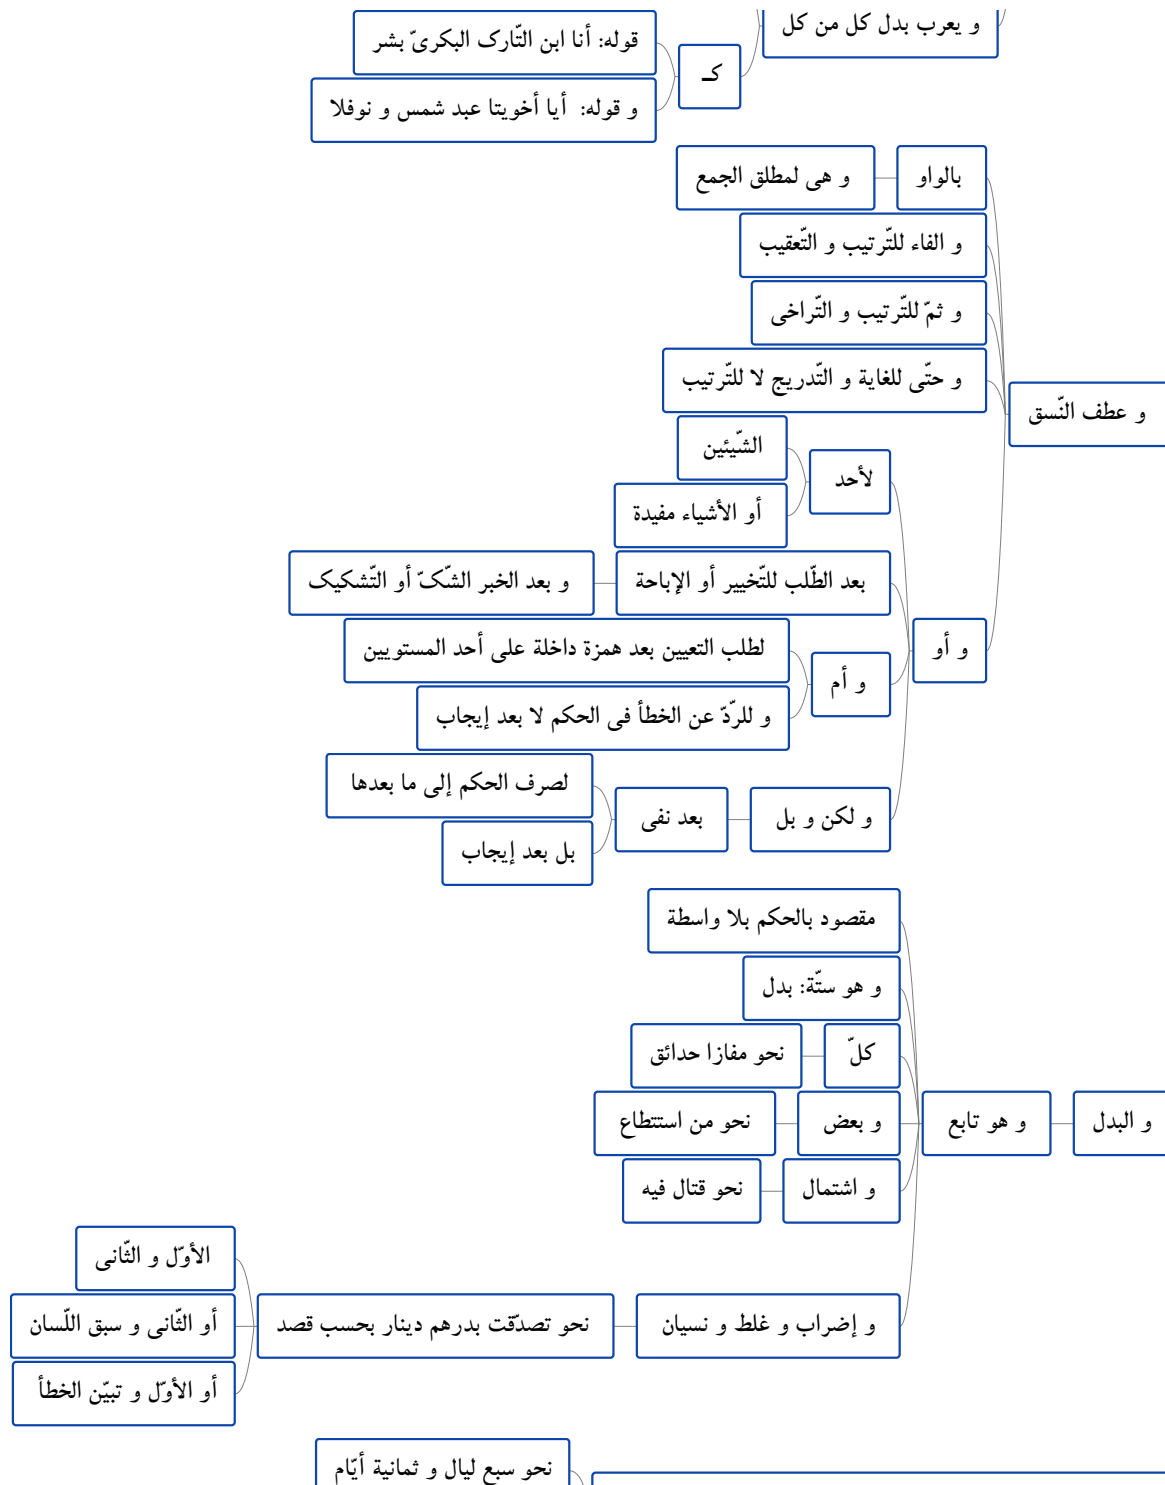 و يعرب بدل كل من كل
كـ
قوله: أنا ابن التّارک البکریّ بشر
و قوله: أيا أخويتا عبد شمس و نوفلا
و عطف النّسق
بالواو
و هی لمطلق الجمع
و الفاء للتّرتيب و التّعقيب
و ثمّ للتّرتيب و التّراخی
و حتّی للغاية و التّدريج لا للتّرتيب
و أو
لأحد
الشّيئين
أو الأشياء مفيدة
بعد الطّلب للتّخيير أو الإباحة
و بعد الخبر الشّکّ أو التّشکیک
و أم
لطلب التعيين بعد همزة داخلة علی أحد المستويين
و للرّدّ عن الخطأ فی الحکم لا بعد إيجاب
و لکن و بل
بعد نفی
لصرف الحکم إلی ما بعدها
بل بعد إيجاب
و البدل
و هو تابع
مقصود بالحکم بلا واسطة
و هو ستّة: بدل
کلّ
نحو مفازا حدائق
و بعض
نحو من استتطاع
و اشتمال
نحو قتال فيه
و إضراب و غلط و نسيان
نحو تصدّقت بدرهم دينار بحسب قصد
الأوّل و الثّانی
أو الثّانی و سبق اللّسان
أو الأوّل و تبيّن الخطأ
نحو سبع ليال و ثمانية أيّام